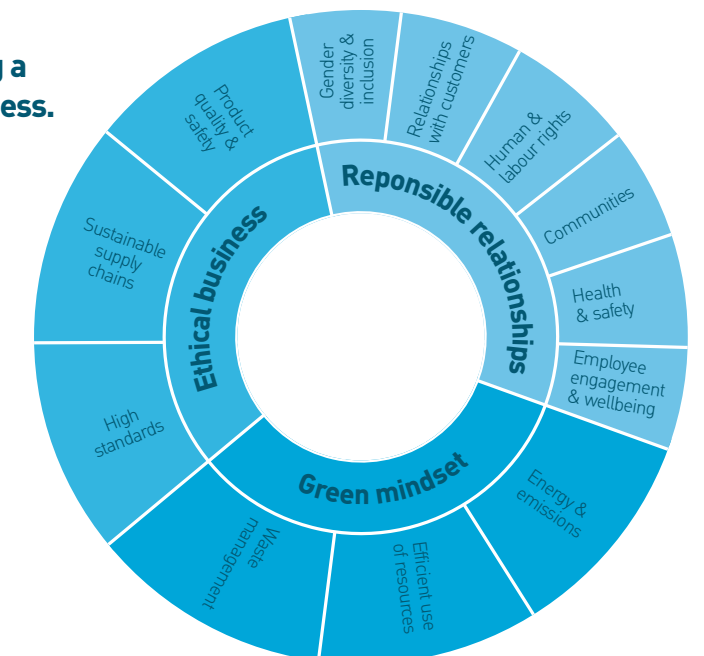 g a
ess.
Gender
diversity &
inclusion
Relationships
with customers
Human &
labour rights
Communities
Health
& safety
Employee
engagement
& wellbeing
Energy &
emissions
Efficient use
of resources
Waste
management
High
standards
Sustainable
supply
chains
Product
quality &
safety
Reponsible relationships
Green mindset
Ethical business